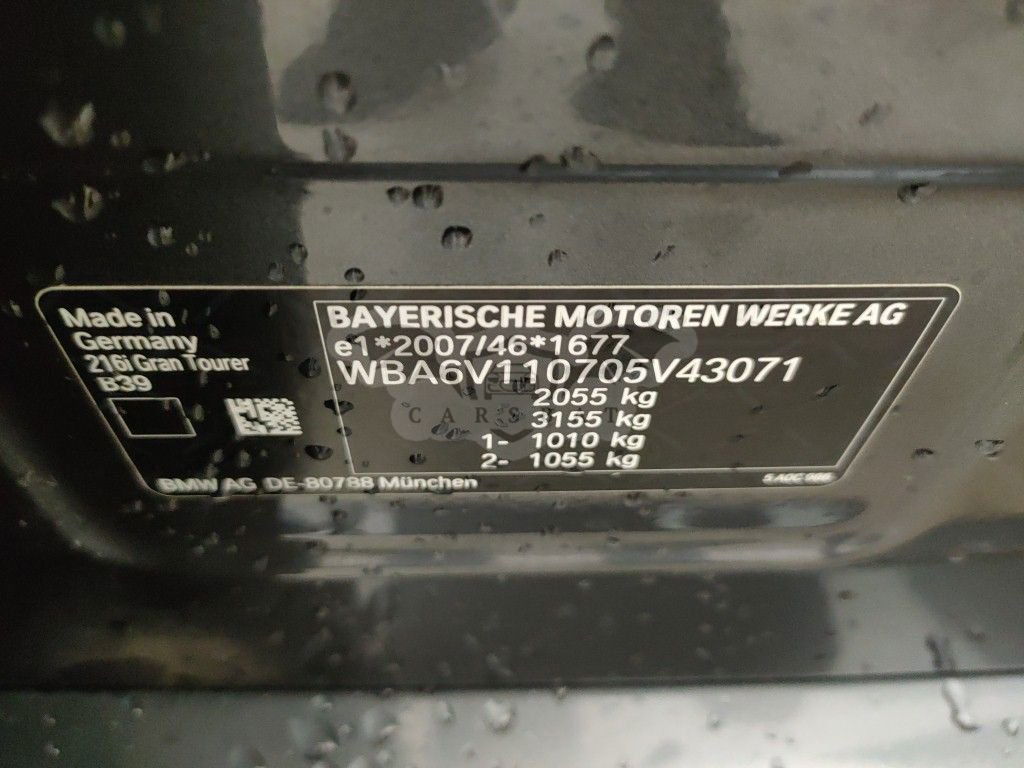 Made in
Germany
216i Gran Tourer
B39
BAYERISCHE MOTOREN WERKE AG
e1*2007/46*1677
WBA6V110705V43071
2055 kg
3155 kg
1- 1010 kg
2- 1055 kg
BMW AG DE-80788 München
CARS